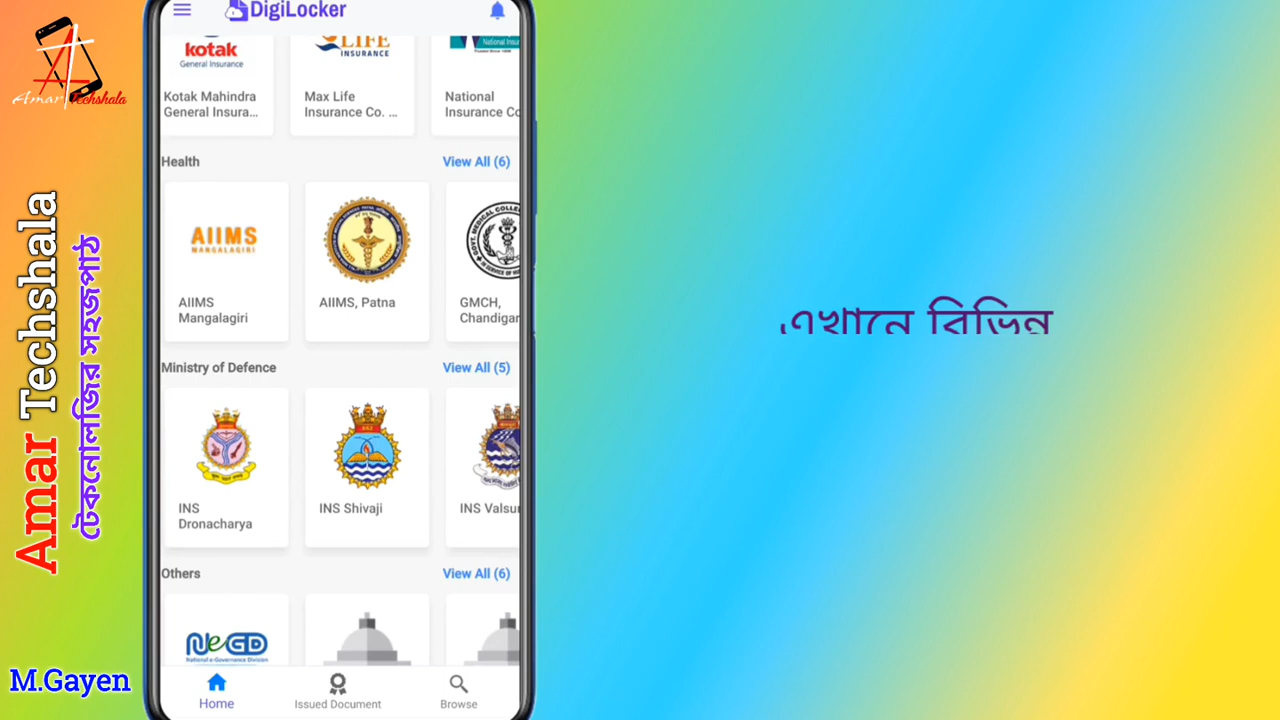 Amar Techshala
Amar Techshala
টেকনোলজির সহজপাঠ
M.Gayen
DigiLocker
kotak
General Insurance
LIFE
INSURANCE
National Insu
Kotak Mahindra
General Insura...
Max Life
Insurance Co. ...
National
Insurance Co
Health
View All (6)
AIIMS
MANGALAGIRI
AIIMS
Mangalagiri
AIIMS, Patna
GMCH,
Chandigar
Ministry of Defence
View All (5)
INS
Dronacharya
INS Shivaji
INS Valsur
Others
View All (6)
NeGD
National e-Governance Division
Home
Issued Document
Browse
এখানে বিভিন্ন